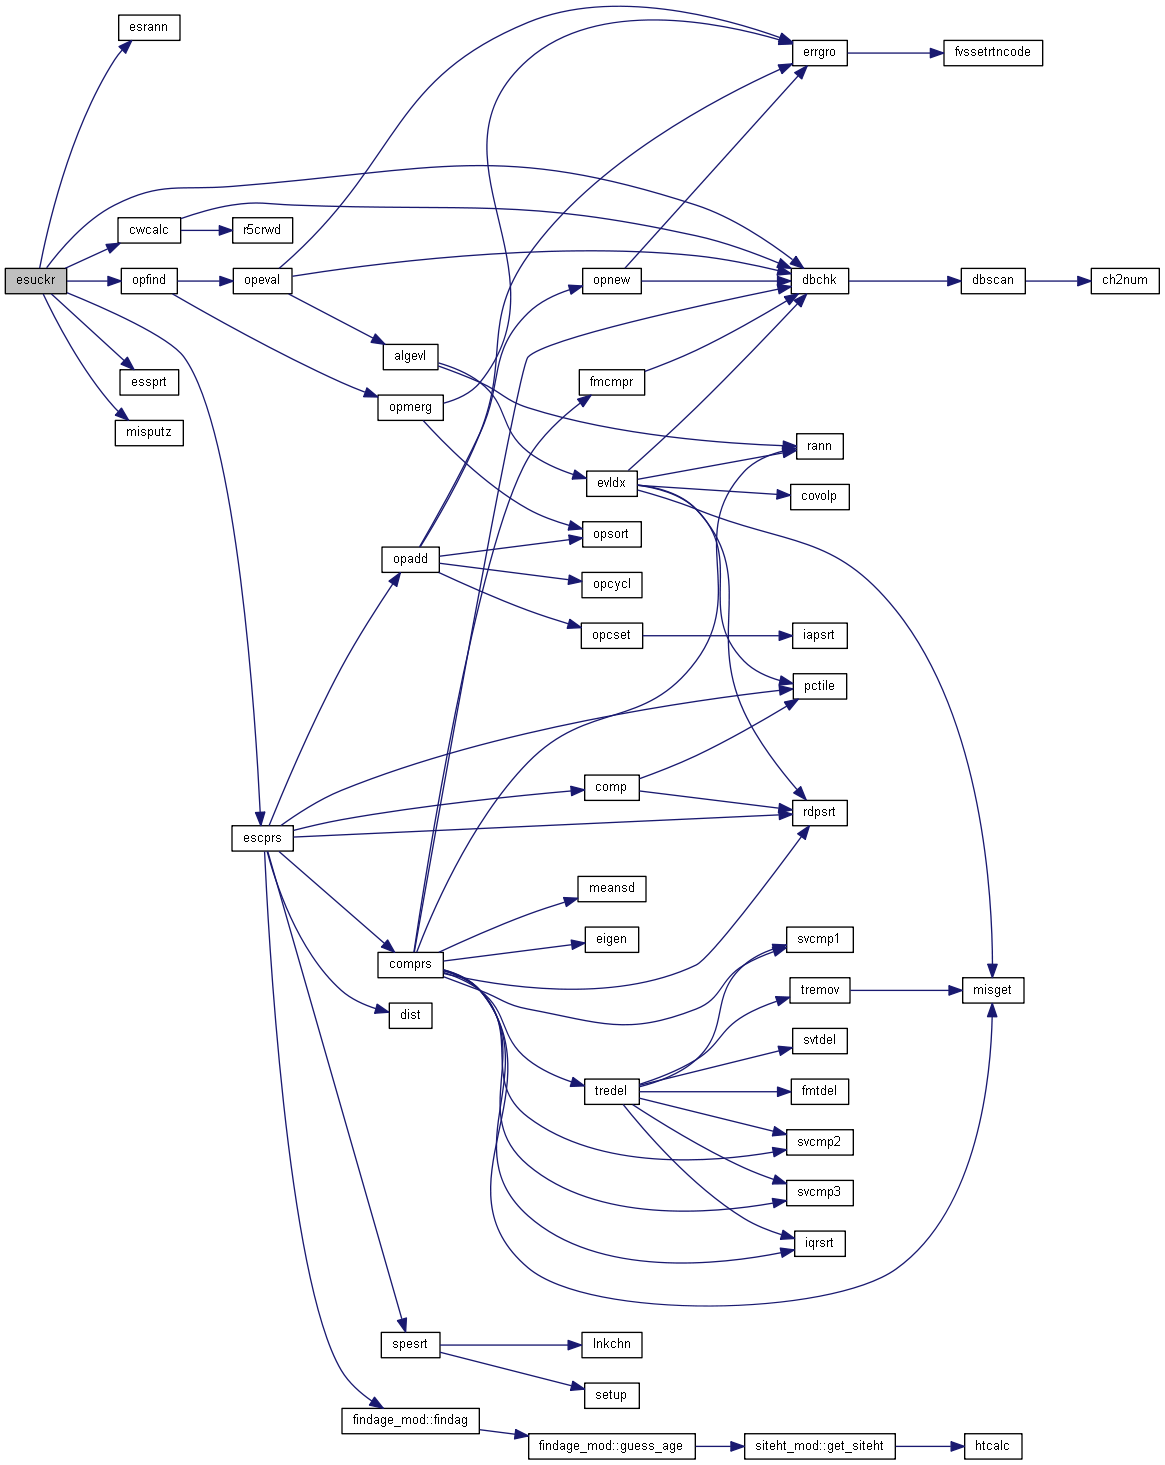 esrann
errgro
fvssetrtncode
cwcalc
r5crwd
esuckr
opfind
opeval
opnew
dbchk
dbscan
ch2num
algevl
essprt
fmcmpr
opmerg
misputz
rann
evldx
covolp
opsort
opadd
opcycl
opcset
iapsrt
pctile
comp
rdpsrt
escprs
meansd
eigen
svcmp1
comprs
tremov
misget
dist
svtdel
tredel
fmtdel
svcmp2
svcmp3
iqrsrt
spesrt
lnkchn
setup
findage_mod::findag
findage_mod::guess_age
siteht_mod::get_siteht
htcalc